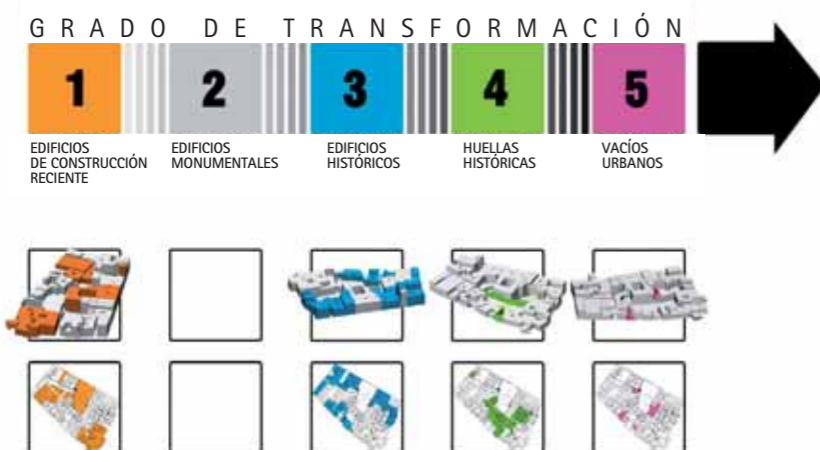 GRADO DE TRANSFORMACIÓN
1 2 3 4 5
EDIFICIOS
DE CONSTRUCCIÓN
RECIENTE
EDIFICIOS
MONUMENTALES
EDIFICIOS
HISTÓRICOS
HUELLAS
HISTÓRICAS
VACÍOS
URBANOS